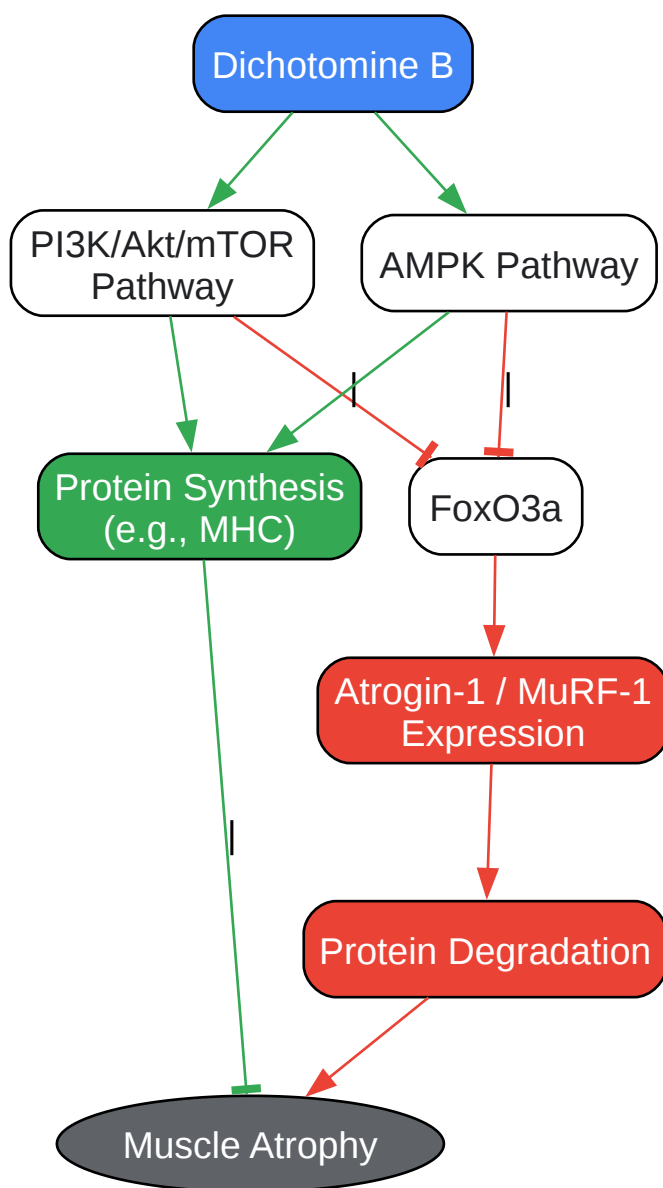 Dichotomine B
PI3K/Akt/mTOR
Pathway
AMPK Pathway
|
|
Protein Synthesis
(e.g., MHC)
FoxO3a
Atrogin-1 / MuRF-1
Expression
|
Protein Degradation
Muscle Atrophy